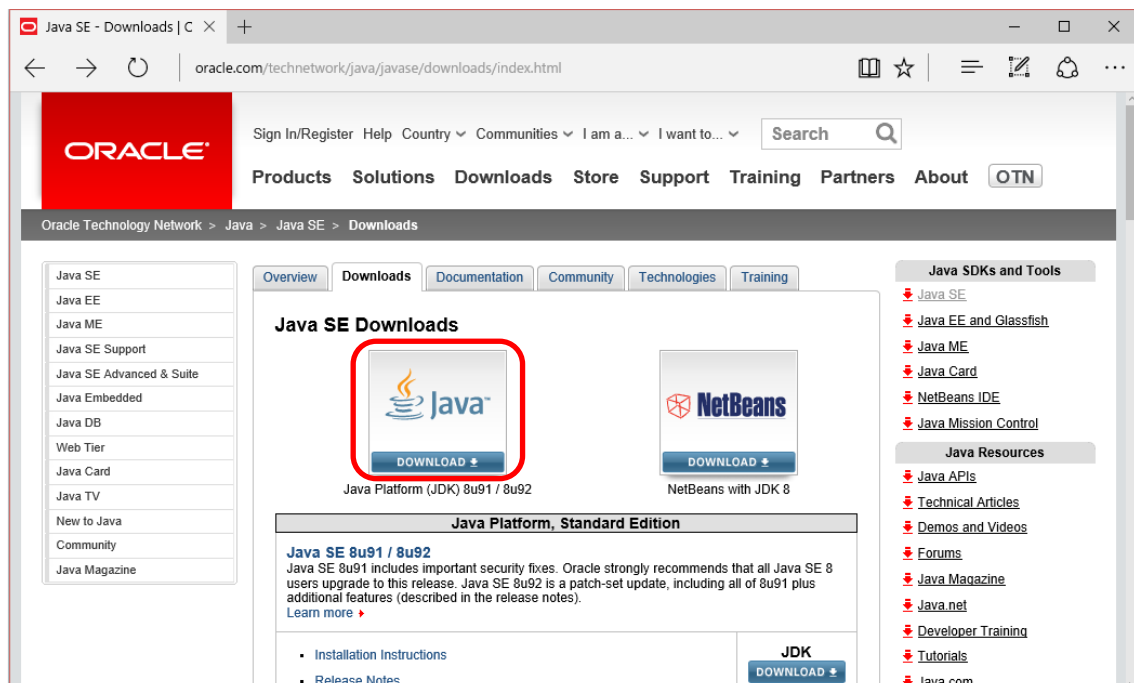 Java SE - Downloads | C
oracle.com/technetwork/java/javase/downloads/index.html
ORACLE
Sign In/Register Help Country Communities I am a... I want to... Search
Products Solutions Downloads Store Support Training Partners About OTN
Oracle Technology Network > Java > Java SE > Downloads
Java SE
Java EE
Java ME
Java SE Support
Java SE Advanced & Suite
Java Embedded
Java DB
Web Tier
Java Card
Java TV
New to Java
Community
Java Magazine
Overview Downloads Documentation Community Technologies Training
Java SE Downloads
Java™
DOWNLOAD
Java Platform (JDK) 8u91 / 8u92
NetBeans
DOWNLOAD
NetBeans with JDK 8
Java Platform, Standard Edition
Java SE 8u91 / 8u92
Java SE 8u91 includes important security fixes. Oracle strongly recommends that all Java SE 8
users upgrade to this release. Java SE 8u92 is a patch-set update, including all of 8u91 plus
additional features (described in the release notes).
Learn more
Installation Instructions
Release Notes
JDK
DOWNLOAD
Java SDKs and Tools
Java SE
Java EE and Glassfish
Java ME
Java Card
NetBeans IDE
Java Mission Control
Java Resources
Java APIs
Technical Articles
Demos and Videos
Forums
Java Magazine
Java.net
Developer Training
Tutorials
Java.com